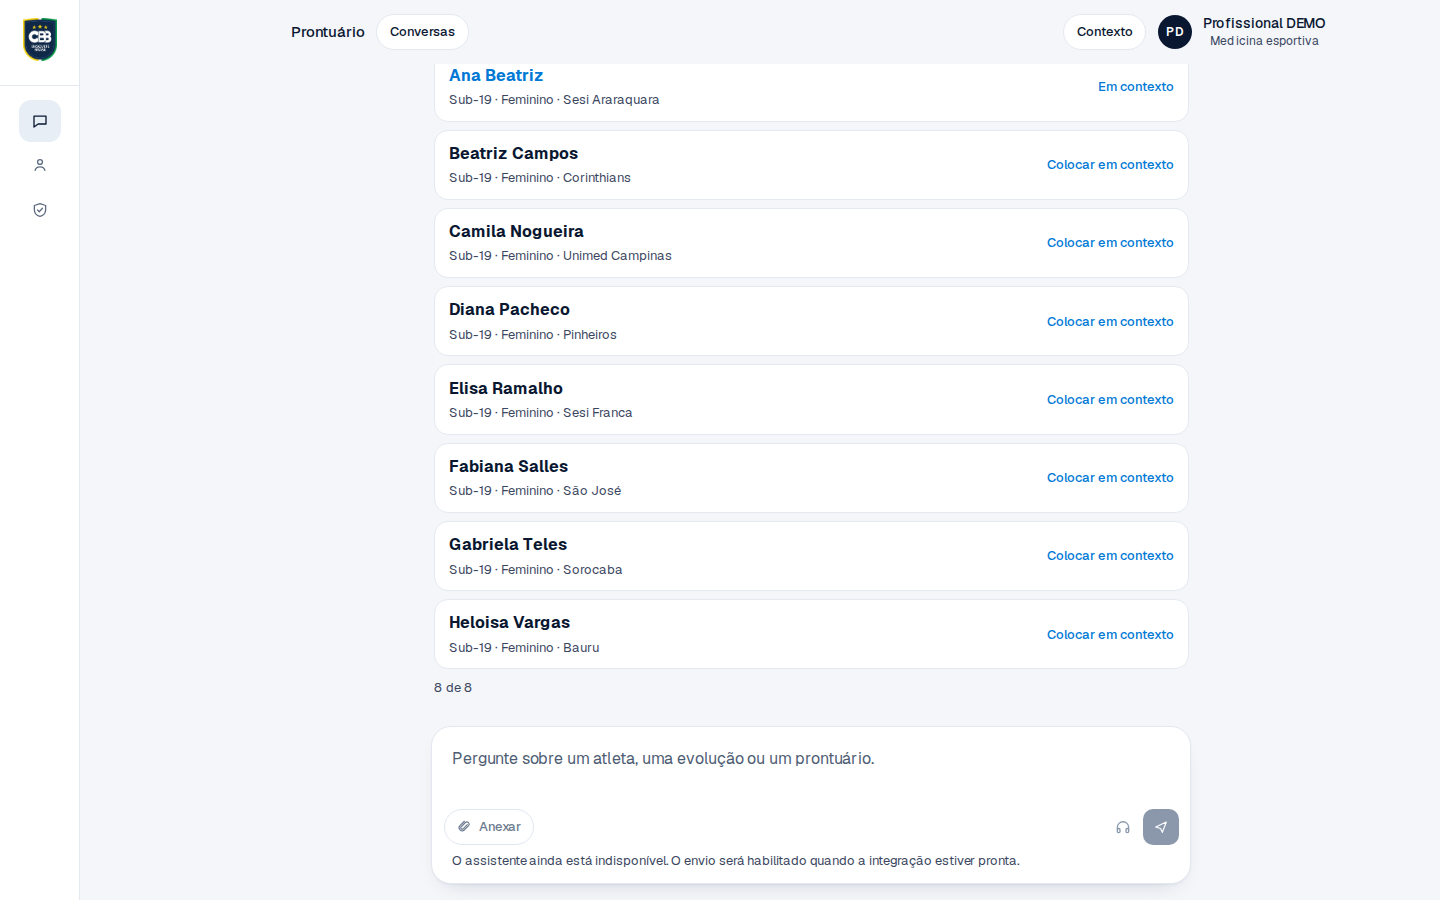 CBB
Prontuário
Conversas
Contexto
PD
Profissional DEMO
Medicina esportiva
Ana Beatriz
Sub-19 · Feminino · Sesi Araraquara
Em contexto
Beatriz Campos
Sub-19 · Feminino · Corinthians
Colocar em contexto
Camila Nogueira
Sub-19 · Feminino · Unimed Campinas
Colocar em contexto
Diana Pacheco
Sub-19 · Feminino · Pinheiros
Colocar em contexto
Elisa Ramalho
Sub-19 · Feminino · Sesi Franca
Colocar em contexto
Fabiana Salles
Sub-19 · Feminino · São José
Colocar em contexto
Gabriela Teles
Sub-19 · Feminino · Sorocaba
Colocar em contexto
Heloisa Vargas
Sub-19 · Feminino · Bauru
Colocar em contexto
8 de 8
Pergunte sobre um atleta, uma evolução ou um prontuário.
Anexar
O assistente ainda está indisponível. O envio será habilitado quando a integração estiver pronta.